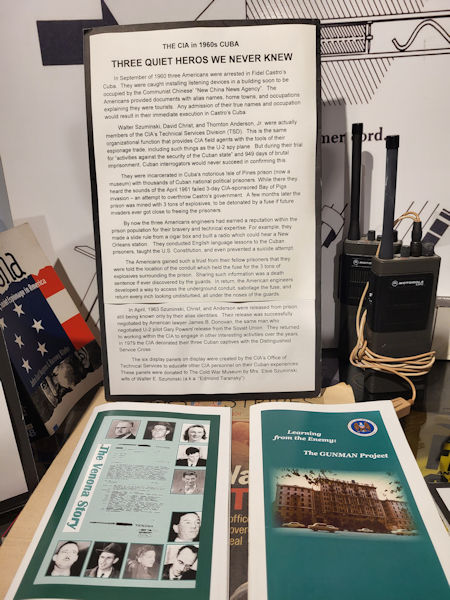 THE CIA in 1960s CUBA
THREE QUIET HEROS WE NEVER KNEW
In September of 1960 three Americans were arrested in Fidel Castro's
Cuba. They were caught installing listening devices in a building soon to be
occupied by the Communist Chinese "New China News Agency". The
Americans provided documents with alias names, home towns, and occupations
implying they were tourists. Any admission of their true names and occupation
would result in their immediate execution in Castro's Cuba.
Walter Szuminski, David Christ, and Thornton Anderson, Jr. were actually
members of the CIA's Technical Services Division (TSD). This is the same
organizational function that provides CIA field agents with the tools of their
espionage trade, including such things as the U-2 spy plane. But during their trial
for "activities against the security of the Cuban state" and 949 days of brutal
imprisonment, Cuban interrogators would never succeed in confirming this.
They were incarcerated in Cuba's notorious Isle of Pines prison (now a
museum) with thousands of Cuban national political prisoners. While there they
heard the sounds of the April 1961 failed 3-day CIA-sponsored Bay of Pigs
invasion – an attempt to overthrow Castro's government. A few months later the
prison was mined with 3 tons of explosives, to be detonated by a fuse if future
invaders ever got close to freeing the prisoners.
By now the three Americans engineers had earned a reputation within the
prison population for their bravery and technical expertise. For example, they
made a slide rule from a cigar box and built a radio which could hear a New
Orleans station. They conducted English language lessons to the Cuban
prisoners, taught the U.S. Constitution, and even prevented a suicide attempt.
The Americans gained such a trust from their fellow prisoners that they
were told the location of the conduit which held the fuse for the 3 tons of
explosives surrounding the prison. Sharing such information was a death
sentence if ever discovered by the guards. In return, the American engineers
developed a way to access the underground conduit, sabotage the fuse, and
return every inch looking undisturbed, all under the noses of the guards.
In April, 1963 Szuminski, Christ, and Anderson were released from prison
still being known only by their alias identities. Their release was successfully
negotiated by American lawyer James B. Donovan, the same man who
negotiated U-2 pilot Gary Powers' release from the Soviet Union. They returned
to working within the CIA to engage in other interesting activities over the years.
In 1979 the CIA decorated their three Cuban captives with the Distinguished
Service Cross.
The six display panels on display were created by the CIA's Office of
Technical Services to educate other CIA personnel on their Cuban experiences.
These panels were donated to The Cold War Museum by Mrs. Elsie Szuminski,
wife of Walter E. Szuminski (a.k.a. "Edmund Taransky").
MOTOROLA
MOTOROLA
in America
The Venona Story
VENONA
Learning
from the Enemy:
The GUNMAN Project